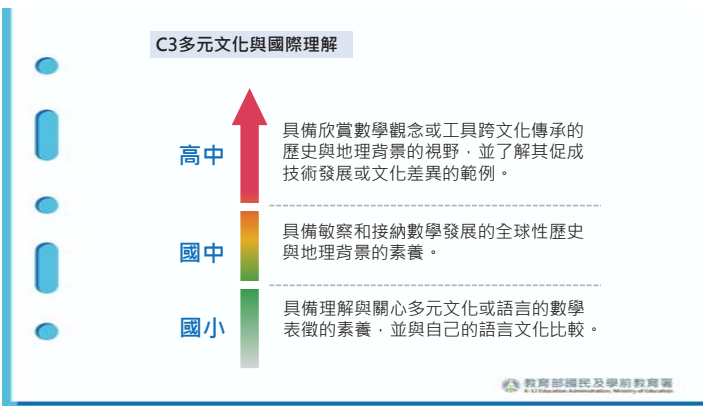 C3多元文化與國際理解
高中
具備欣賞數學觀念或工具跨文化傳承的
歷史與地理背景的視野，並了解其促成
技術發展或文化差異的範例。
國中
具備敏察和接納數學發展的全球性歷史
與地理背景的素養。
國小
具備理解與關心多元文化或語言的數學
表徵的素養，並與自己的語言文化比較。
教育部國民及學前教育署
K-12 Education Administration, Ministry of Education